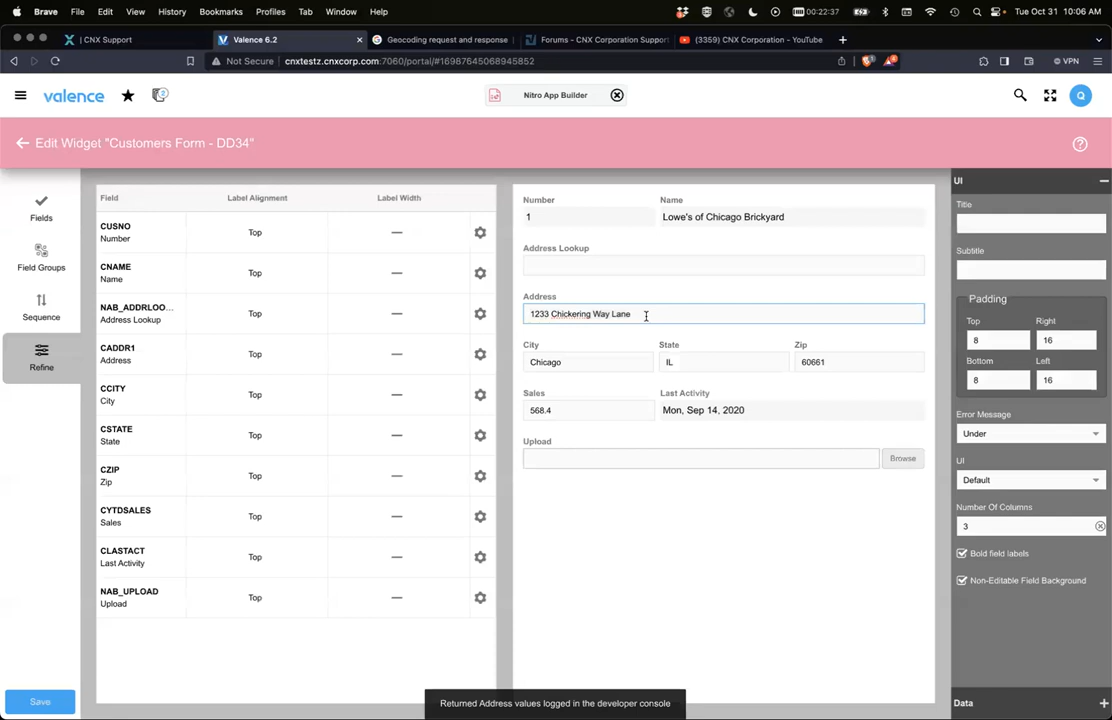 Brave File Edit View History Bookmarks Profiles Tab Window Help 00:22:37 Tue Oct 31 10:06 AM
| CNX Support Valence 6.2 Geocoding request and response Forums - CNX Corporation Support (3359) CNX Corporation - YouTube
Not Secure cnxtestz.cnxcorp.com:7060/portal/#16987645068945852 VPN
valence 2 Nitro App Builder Q
Edit Widget "Customers Form - DD34"
Fields
Field Groups
Sequence
Refine
Save
Field Label Alignment Label Width
CUSNO
Number Top —
CNAME
Name Top —
NAB_ADDRLOO...
Address Lookup Top —
CADDR1
Address Top —
CCITY
City Top —
CSTATE
State Top —
CZIP
Zip Top —
CYTDSALES
Sales Top —
CLASTACT
Last Activity Top —
NAB_UPLOAD
Upload Top —
Number Name
1 Lowe's of Chicago Brickyard
Address Lookup
Address
1233 Chickering Way Lane
City State Zip
Chicago IL 60661
Sales Last Activity
568.4 Mon, Sep 14, 2020
Upload
Browse
UI
Title
Subtitle
Padding
Top Right
8 16
Bottom Left
8 16
Error Message
Under
UI
Default
Number Of Columns
3
Bold field labels
Non-Editable Field Background
Data
Returned Address values logged in the developer console